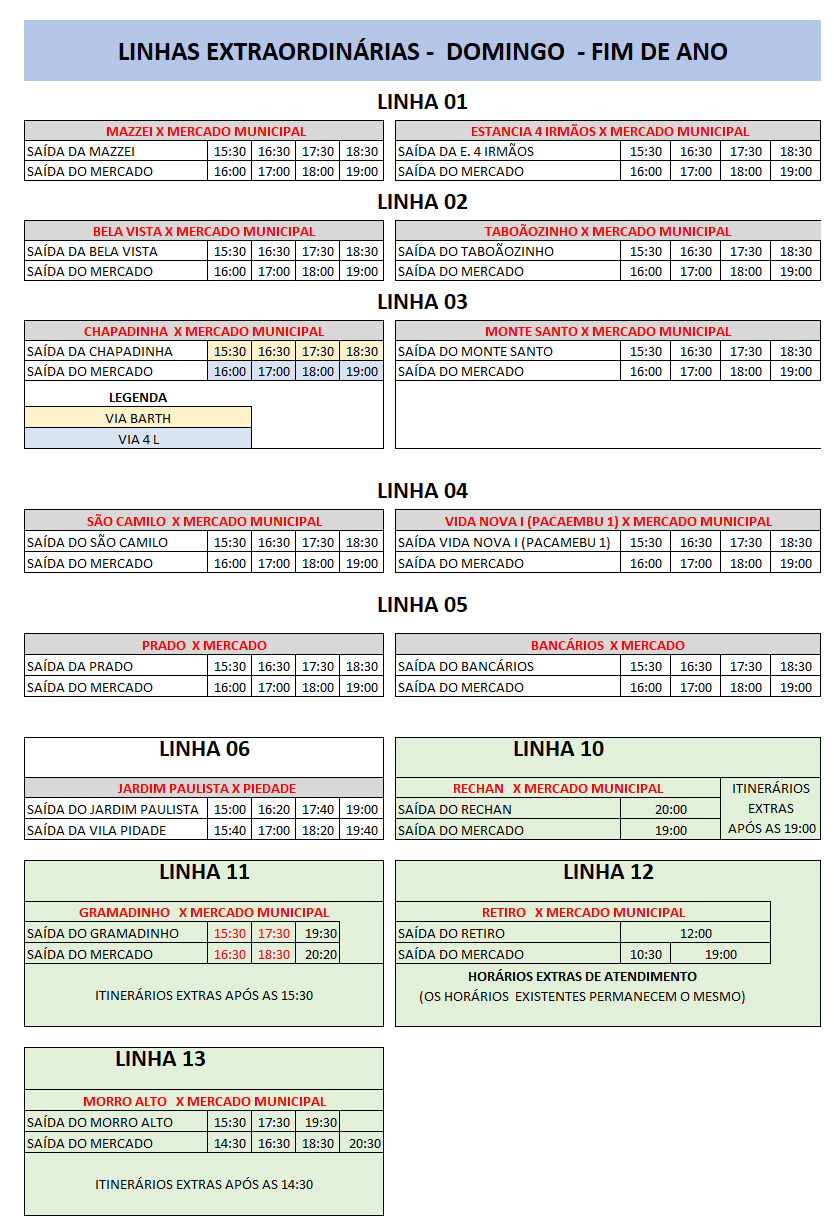 LINHAS EXTRAORDINÁRIAS - DOMINGO - FIM DE ANO
LINHA 01
MAZZEI X MERCADO MUNICIPAL
SAÍDA DA MAZZEI 15:30 16:30 17:30 18:30
SAÍDA DO MERCADO 16:00 17:00 18:00 19:00
ESTANCIA 4 IRMÃOS X MERCADO MUNICIPAL
SAÍDA DA E. 4 IRMÃOS 15:30 16:30 17:30 18:30
SAÍDA DO MERCADO 16:00 17:00 18:00 19:00
LINHA 02
BELA VISTA X MERCADO MUNICIPAL
SAÍDA DA BELA VISTA 15:30 16:30 17:30 18:30
SAÍDA DO MERCADO 16:00 17:00 18:00 19:00
TABOÃOZINHO X MERCADO MUNICIPAL
SAÍDA DO TABOÃOZINHO 15:30 16:30 17:30 18:30
SAÍDA DO MERCADO 16:00 17:00 18:00 19:00
LINHA 03
CHAPADINHA X MERCADO MUNICIPAL
SAÍDA DA CHAPADINHA 15:30 16:30 17:30 18:30
SAÍDA DO MERCADO 16:00 17:00 18:00 19:00
LEGENDA
VIA BARTH
VIA 4 L
MONTE SANTO X MERCADO MUNICIPAL
SAÍDA DO MONTE SANTO 15:30 16:30 17:30 18:30
SAÍDA DO MERCADO 16:00 17:00 18:00 19:00
LINHA 04
SÃO CAMILO X MERCADO MUNICIPAL
SAÍDA DO SÃO CAMILO 15:30 16:30 17:30 18:30
SAÍDA DO MERCADO 16:00 17:00 18:00 19:00
VIDA NOVA I (PACAEMBU 1) X MERCADO MUNICIPAL
SAÍDA VIDA NOVA I (PACAMEBU 1) 15:30 16:30 17:30 18:30
SAÍDA DO MERCADO 16:00 17:00 18:00 19:00
LINHA 05
PRADO X MERCADO
SAÍDA DA PRADO 15:30 16:30 17:30 18:30
SAÍDA DO MERCADO 16:00 17:00 18:00 19:00
BANCÁRIOS X MERCADO
SAÍDA DO BANCÁRIOS 15:30 16:30 17:30 18:30
SAÍDA DO MERCADO 16:00 17:00 18:00 19:00
LINHA 06
JARDIM PAULISTA X PIEDADE
SAÍDA DO JARDIM PAULISTA 15:00 16:20 17:40 19:00
SAÍDA DA VILA PIDADE 15:40 17:00 18:20 19:40
LINHA 10
RECHAN X MERCADO MUNICIPAL
SAÍDA DO RECHAN 20:00
SAÍDA DO MERCADO 19:00
ITINERÁRIOS
EXTRAS
APÓS AS 19:00
LINHA 11
GRAMADINHO X MERCADO MUNICIPAL
SAÍDA DO GRAMADINHO 15:30 17:30 19:30
SAÍDA DO MERCADO 16:30 18:30 20:20
ITINERÁRIOS EXTRAS APÓS AS 15:30
LINHA 12
RETIRO X MERCADO MUNICIPAL
SAÍDA DO RETIRO 12:00
SAÍDA DO MERCADO 10:30 19:00
HORÁRIOS EXTRAS DE ATENDIMENTO
(OS HORÁRIOS EXISTENTES PERMANECEM O MESMO)
LINHA 13
MORRO ALTO X MERCADO MUNICIPAL
SAÍDA DO MORRO ALTO 15:30 17:30 19:30
SAÍDA DO MERCADO 14:30 16:30 18:30 20:30
ITINERÁRIOS EXTRAS APÓS AS 14:30